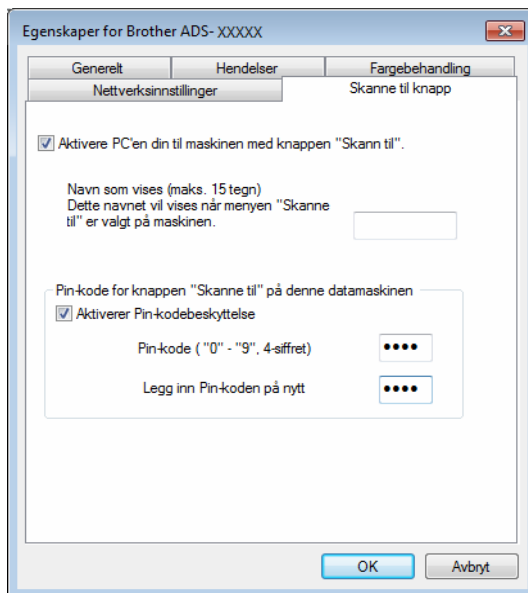 Egenskaper for Brother ADS- XXXXX
Generelt Hendelser Fargebehandling
Nettverksinnstillinger Skanne til knapp
Aktivere PC'en din til maskinen med knappen "Skann til".
Navn som vises (maks. 15 tegn)
Dette navnet vil vises når menyen "Skanne
til" er valgt på maskinen.
Pin-kode for knappen "Skanne til" på denne datamaskinen
Aktiverer Pin-kodebeskyttelse
Pin-kode ( "0" - "9", 4-siffret) ●●●●
Legg inn Pin-koden på nytt ●●●●
OK Avbryt